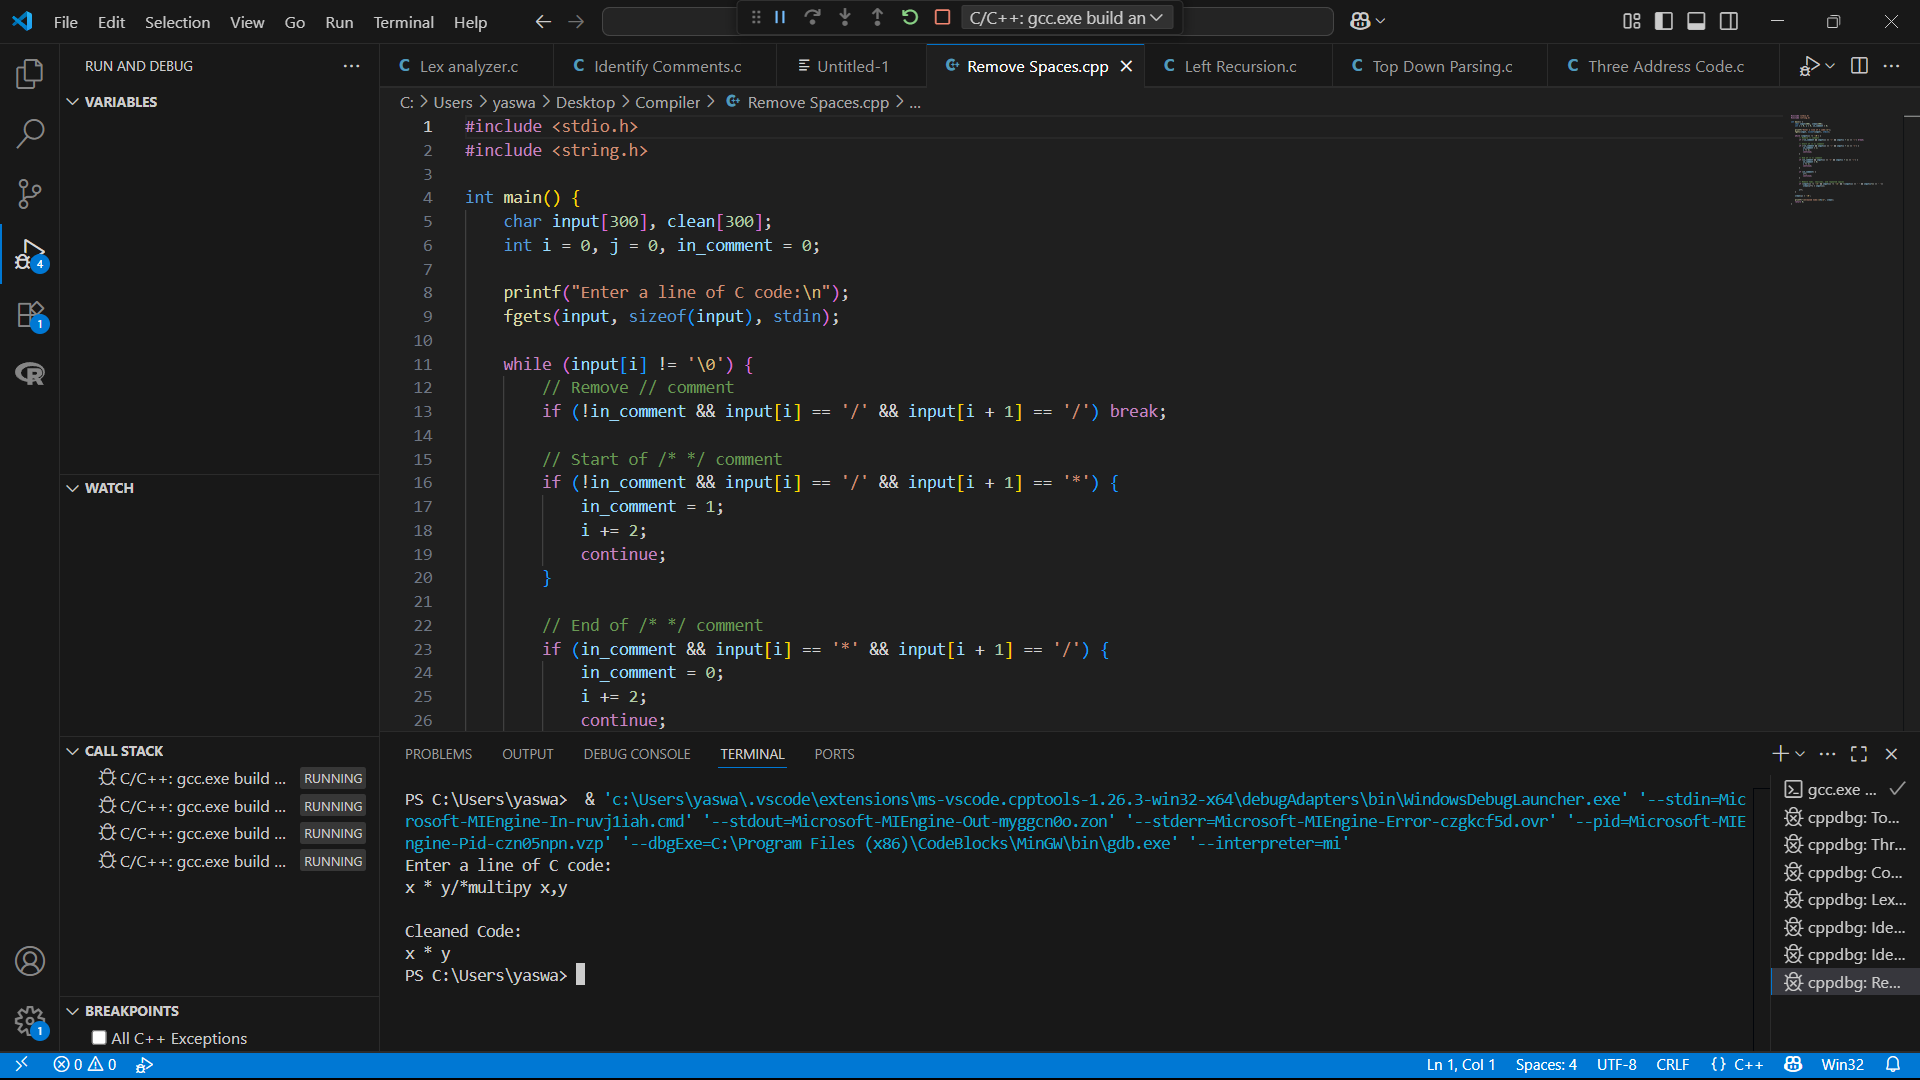 File Edit Selection View Go Run Terminal Help
C/C++: gcc.exe build an
RUN AND DEBUG
Lex analyzer.c Identify Comments.c Untitled-1 Remove Spaces.cpp Left Recursion.c Top Down Parsing.c Three Address Code.c
VARIABLES
C: > Users > yaswa > Desktop > Compiler > Remove Spaces.cpp > ...
1 #include <stdio.h>
2 #include <string.h>
3
4 int main() {
5 char input[300], clean[300];
6 int i = 0, j = 0, in_comment = 0;
7
8 printf("Enter a line of C code:\n");
9 fgets(input, sizeof(input), stdin);
10
11 while (input[i] != '\0') {
12 // Remove // comment
13 if (!in_comment && input[i] == '/' && input[i + 1] == '/') break;
14
15 // Start of /* */ comment
16 if (!in_comment && input[i] == '/' && input[i + 1] == '*') {
17 in_comment = 1;
18 i += 2;
19 continue;
20 }
21
22 // End of /* */ comment
23 if (in_comment && input[i] == '*' && input[i + 1] == '/') {
24 in_comment = 0;
25 i += 2;
26 continue;
4
1
WATCH
CALL STACK
C/C++: gcc.exe build ... RUNNING
C/C++: gcc.exe build ... RUNNING
C/C++: gcc.exe build ... RUNNING
C/C++: gcc.exe build ... RUNNING
BREAKPOINTS
All C++ Exceptions
1
PROBLEMS OUTPUT DEBUG CONSOLE TERMINAL PORTS
PS C:\Users\yaswa> & 'c:\Users\yaswa\.vscode\extensions\ms-vscode.cpptools-1.26.3-win32-x64\debugAdapters\bin\WindowsDebugLauncher.exe' '--stdin=Mic
rosoft-MIEngine-In-ruvj1iah.cmd' '--stdout=Microsoft-MIEngine-Out-myggcn0o.zon' '--stderr=Microsoft-MIEngine-Error-czgkcf5d.ovr' '--pid=Microsoft-MIE
ngine-Pid-czn05npn.vzp' '--dbgExe=C:\Program Files (x86)\CodeBlocks\MinGW\bin\gdb.exe' '--interpreter=mi'
Enter a line of C code:
x * y/*multipy x,y

Cleaned Code:
x * y
PS C:\Users\yaswa>
gcc.exe ...
cppdbg: To...
cppdbg: Thr...
cppdbg: Co...
cppdbg: Lex...
cppdbg: Ide...
cppdbg: Ide...
cppdbg: Re...
0 0 Ln 1, Col 1 Spaces: 4 UTF-8 CRLF {} C++ Win32